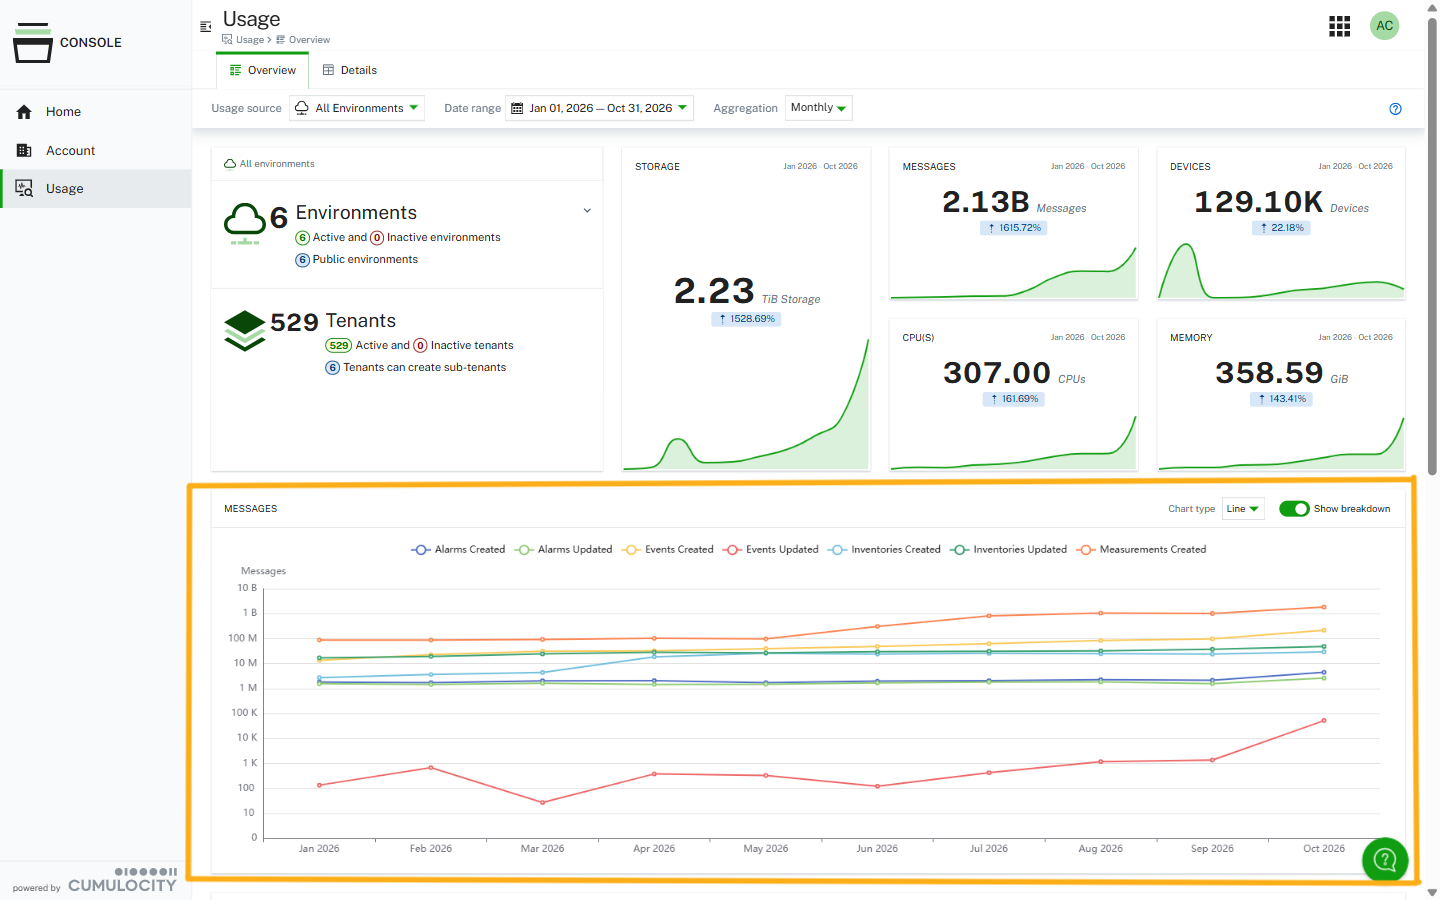 CONSOLE
Home
Account
Usage
powered by CUMULOCITY
Usage
Usage > Overview
AC
Overview Details
Usage source All Environments Date range Jan 01, 2026 — Oct 31, 2026 Aggregation Monthly
All environments
6 Environments
6 Active and 0 Inactive environments
6 Public environments
529 Tenants
529 Active and 0 Inactive tenants
6 Tenants can create sub-tenants
STORAGE Jan 2026 - Oct 2026
2.23 TiB Storage
↑ 1528.69%
MESSAGES Jan 2026 - Oct 2026
2.13B Messages
↑ 1615.72%
DEVICES Jan 2026 - Oct 2026
129.10K Devices
↑ 22.18%
CPU(S) Jan 2026 - Oct 2026
307.00 CPUs
↑ 161.69%
MEMORY Jan 2026 - Oct 2026
358.59 GiB
↑ 143.41%
MESSAGES Chart type Line Show breakdown
Alarms Created Alarms Updated Events Created Events Updated Inventories Created Inventories Updated Measurements Created
Messages
10 B
1 B
100 M
10 M
1 M
100 K
10 K
1 K
100
10
0
Jan 2026 Feb 2026 Mar 2026 Apr 2026 May 2026 Jun 2026 Jul 2026 Aug 2026 Sep 2026 Oct 2026